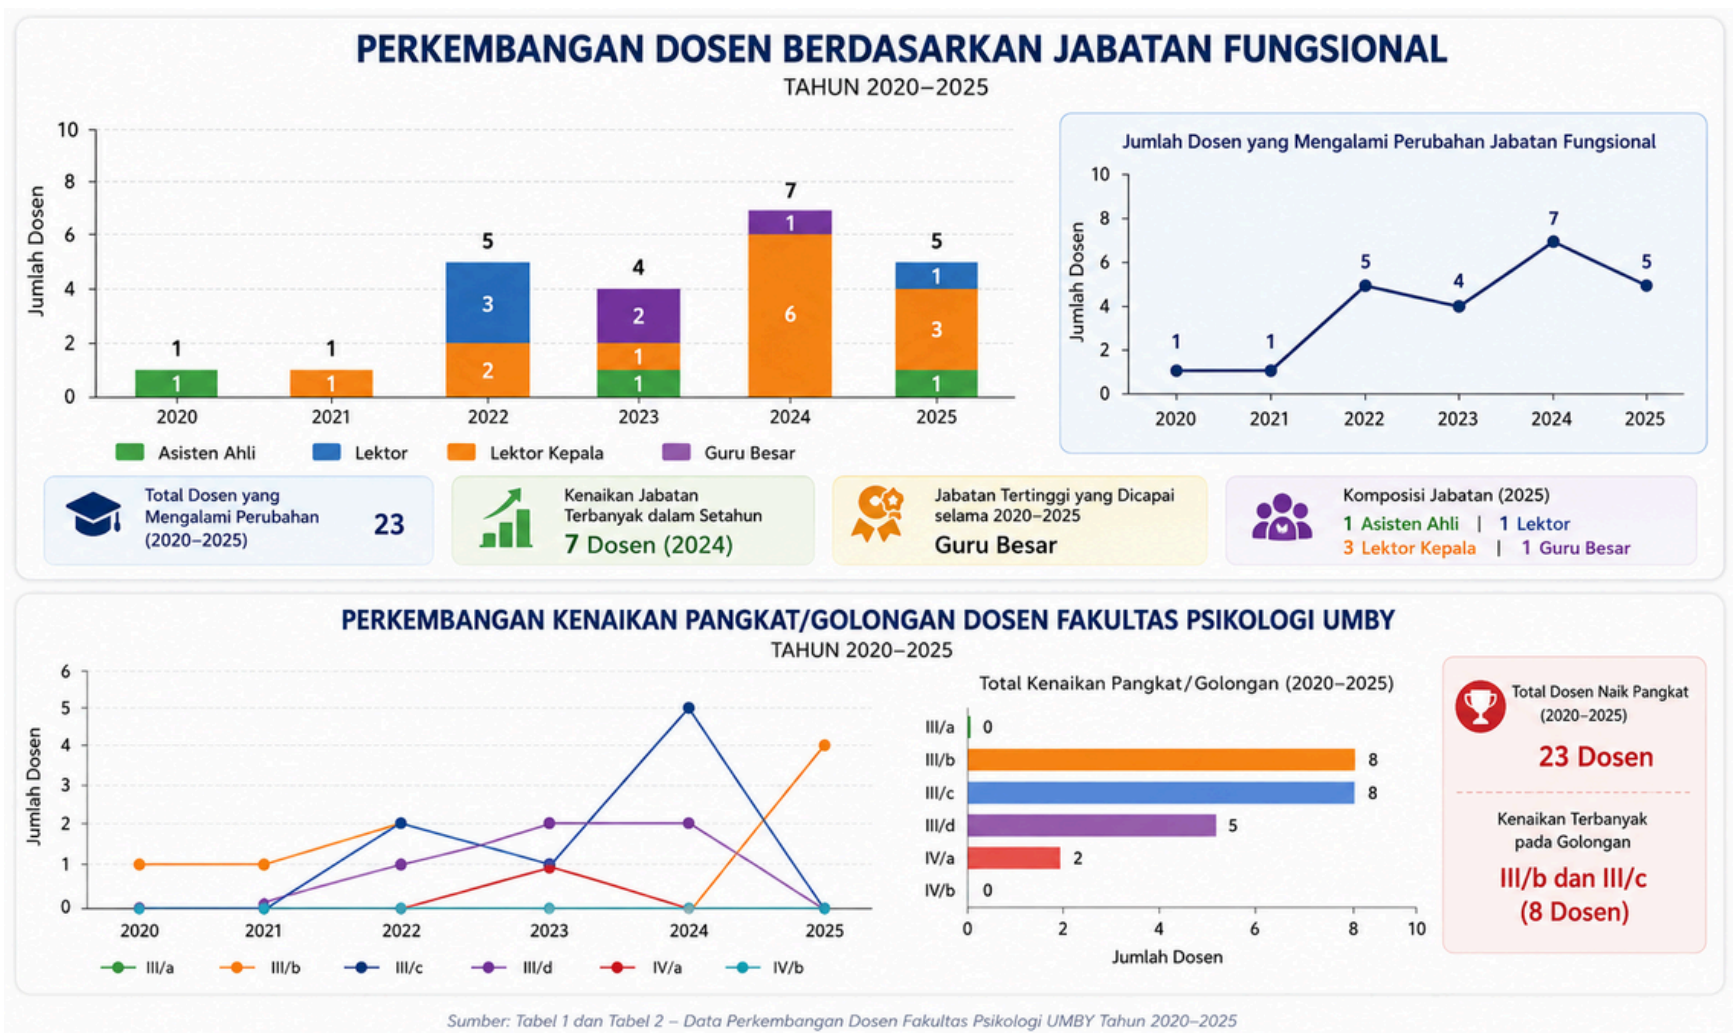 PERKEMBANGAN DOSEN BERDASARKAN JABATAN FUNGSIONAL
TAHUN 2020–2025
Jumlah Dosen
10
8
6
4
2
0
1
1
5
4
7
5
1
1
3
2
2
1
1
1
6
1
3
1
2020
2021
2022
2023
2024
2025
Asisten Ahli
Lektor
Lektor Kepala
Guru Besar
Jumlah Dosen yang Mengalami Perubahan Jabatan Fungsional
Jumlah Dosen
10
8
6
4
2
0
1
1
5
4
7
5
2020
2021
2022
2023
2024
2025
Total Dosen yang
Mengalami Perubahan
(2020–2025)
23
Kenaikan Jabatan
Terbanyak dalam Setahun
7 Dosen (2024)
Jabatan Tertinggi yang Dicapai
selama 2020–2025
Guru Besar
Komposisi Jabatan (2025)
1 Asisten Ahli | 1 Lektor
3 Lektor Kepala | 1 Guru Besar
PERKEMBANGAN KENAIKAN PANGKAT/GOLONGAN DOSEN FAKULTAS PSIKOLOGI UMBY
TAHUN 2020–2025
Jumlah Dosen
6
5
4
3
2
1
0
2020
2021
2022
2023
2024
2025
III/a
III/b
III/c
III/d
IV/a
IV/b
Total Kenaikan Pangkat/Golongan (2020–2025)
III/a 0
III/b 8
III/c 8
III/d 5
IV/a 2
IV/b 0
0
2
4
6
8
10
Jumlah Dosen
Total Dosen Naik Pangkat
(2020–2025)
23 Dosen
Kenaikan Terbanyak
pada Golongan
III/b dan III/c
(8 Dosen)
Sumber: Tabel 1 dan Tabel 2 – Data Perkembangan Dosen Fakultas Psikologi UMBY Tahun 2020–2025